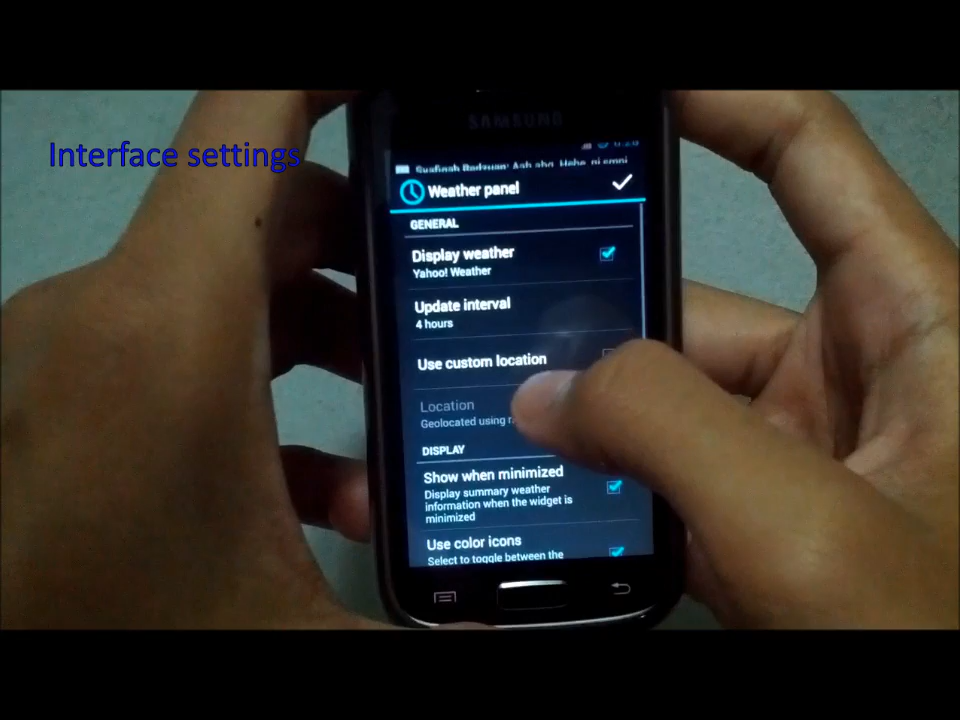 Interface settings
SAMSUNG
Weather panel
GENERAL
Display weather
Yahoo! Weather
Update interval
4 hours
Use custom location
Location
Geolocated using
DISPLAY
Show when minimized
Display summary weather
information when the widget is
minimized
Use color icons
Select to toggle between the